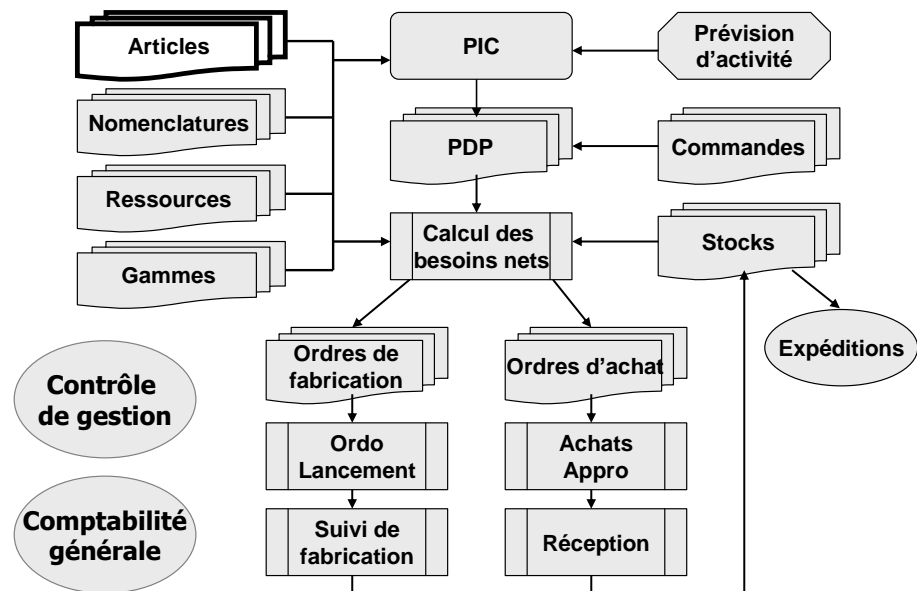 Articles
PIC
Prévision
d'activité
Nomenclatures
PDP
Commandes
Ressources
Calcul des
besoins nets
Stocks
Gammes
Ordres de
fabrication
Ordres d'achat
Expéditions
Contrôle
de gestion
Ordo
Lancement
Achats
Appro
Comptabilité
générale
Suivi de
fabrication
Réception